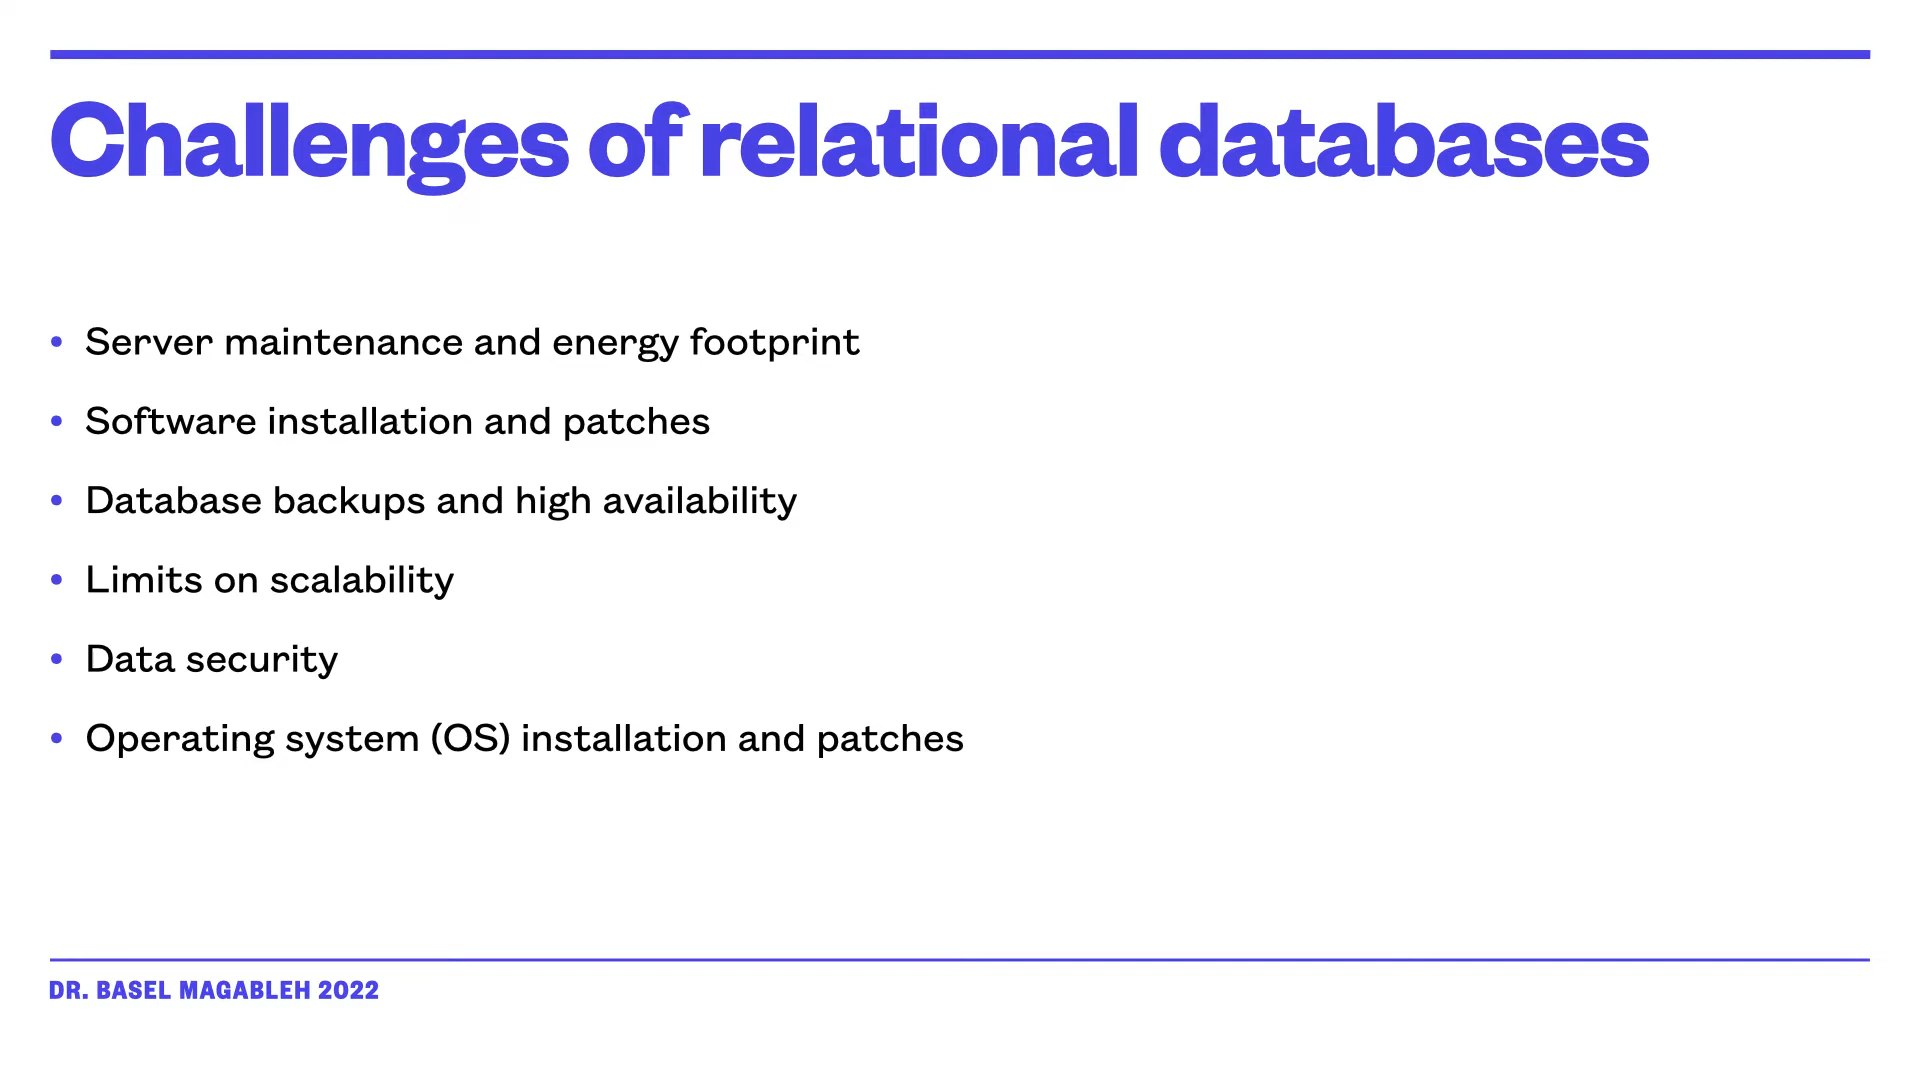 Challenges of relational databases
• Server maintenance and energy footprint
• Software installation and patches
• Database backups and high availability
• Limits on scalability
• Data security
• Operating system (OS) installation and patches
DR. BASEL MAGABLEH 2022